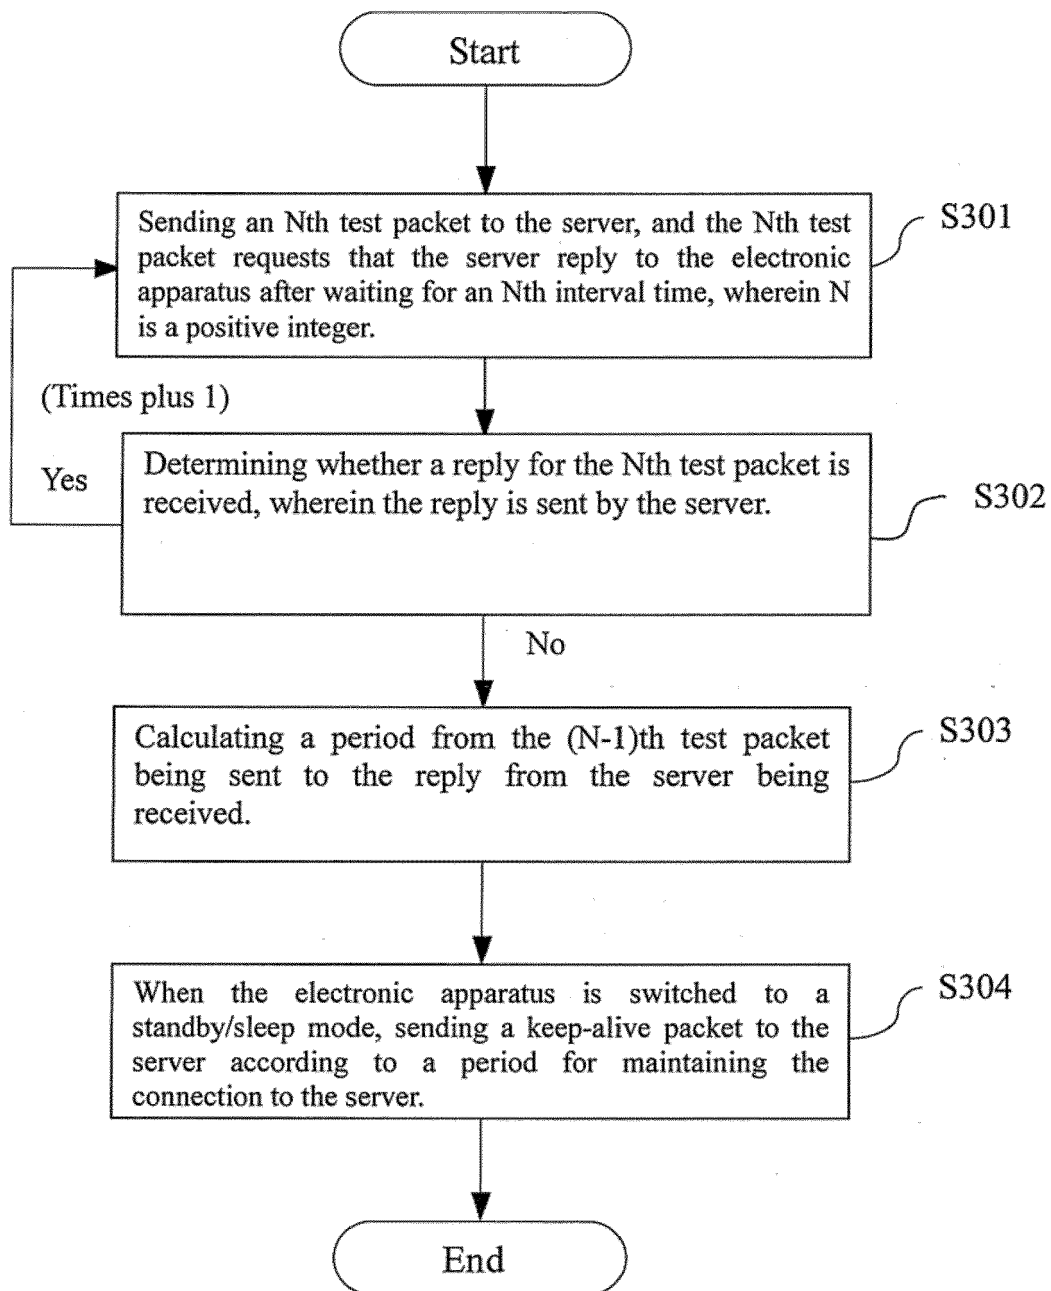 Start
Sending an Nth test packet to the server, and the Nth test
packet requests that the server reply to the electronic
apparatus after waiting for an Nth interval time, wherein N
is a positive integer.
S301
(Times plus 1)
Yes
Determining whether a reply for the Nth test packet is
received, wherein the reply is sent by the server.
S302
No
Calculating a period from the (N-1)th test packet
being sent to the reply from the server being
received.
S303
When the electronic apparatus is switched to a
standby/sleep mode, sending a keep-alive packet to the
server according to a period for maintaining the
connection to the server.
S304
End